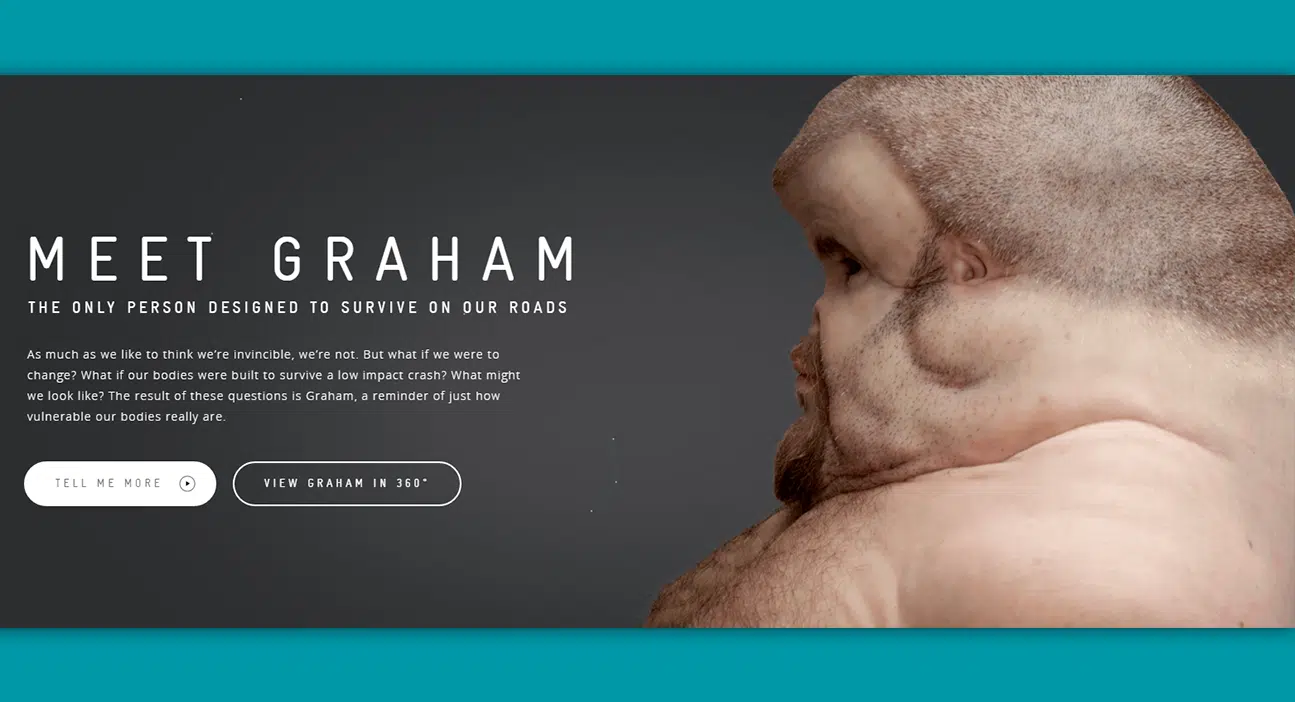 MEET GRAHAM
THE ONLY PERSON DESIGNED TO SURVIVE ON OUR ROADS
As much as we like to think we're invincible, we're not. But what if we were to
change? What if our bodies were built to survive a low impact crash? What might
we look like? The result of these questions is Graham, a reminder of just how
vulnerable our bodies really are.
TELL ME MORE
VIEW GRAHAM IN 360°